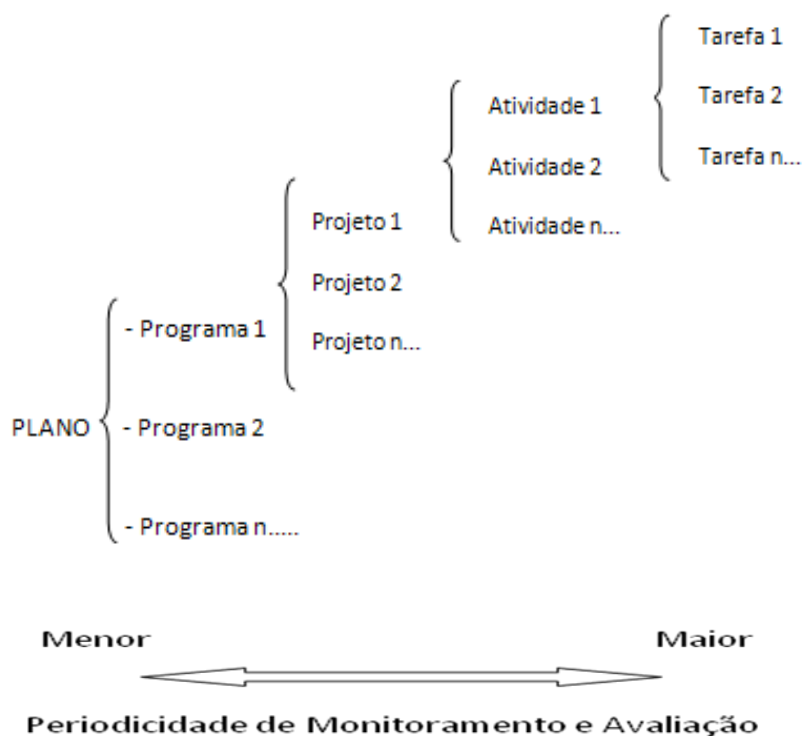 Tarefa 1
Tarefa 2
Tarefa n...
Atividade 1
Atividade 2
Atividade n...
Projeto 1
Projeto 2
Projeto n...
- Programa 1
PLANO - Programa 2
- Programa n.....
Menor Maior
Periodicidade de Monitoramento e Avaliação